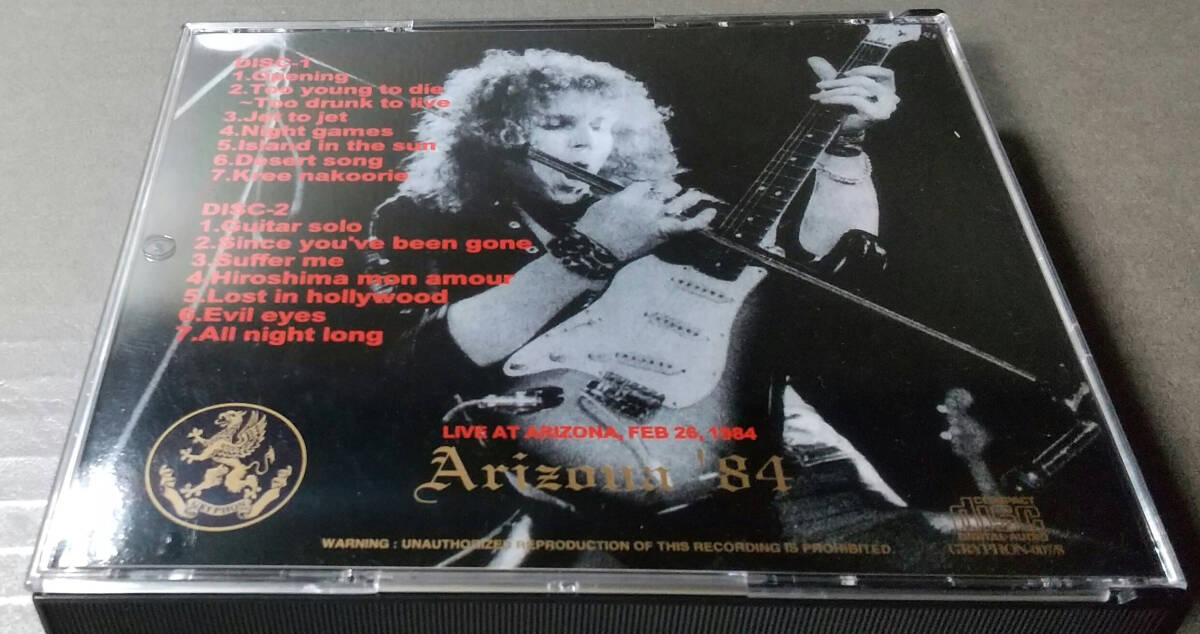 DISC-1
1.Opening
2.Too young to die
~Too drunk to live
3.Jet to jet
4.Night games
5.Island in the sun
6.Desert song
7.Kree nakoorie
DISC-2
1.Guitar solo
2.Since you've been gone
3.Suffer me
4.Hiroshima mon amour
5.Lost in hollywood
6.Evil eyes
7.All night long
LIVE AT ARIZONA, FEB 26, 1984
Arizona '84
GRYPHON
WARNING : UNAUTHORIZED REPRODUCTION OF THIS RECORDING IS PROHIBITED
COMPACT
disc
DIGITAL AUDIO
GRYPHON-007/8